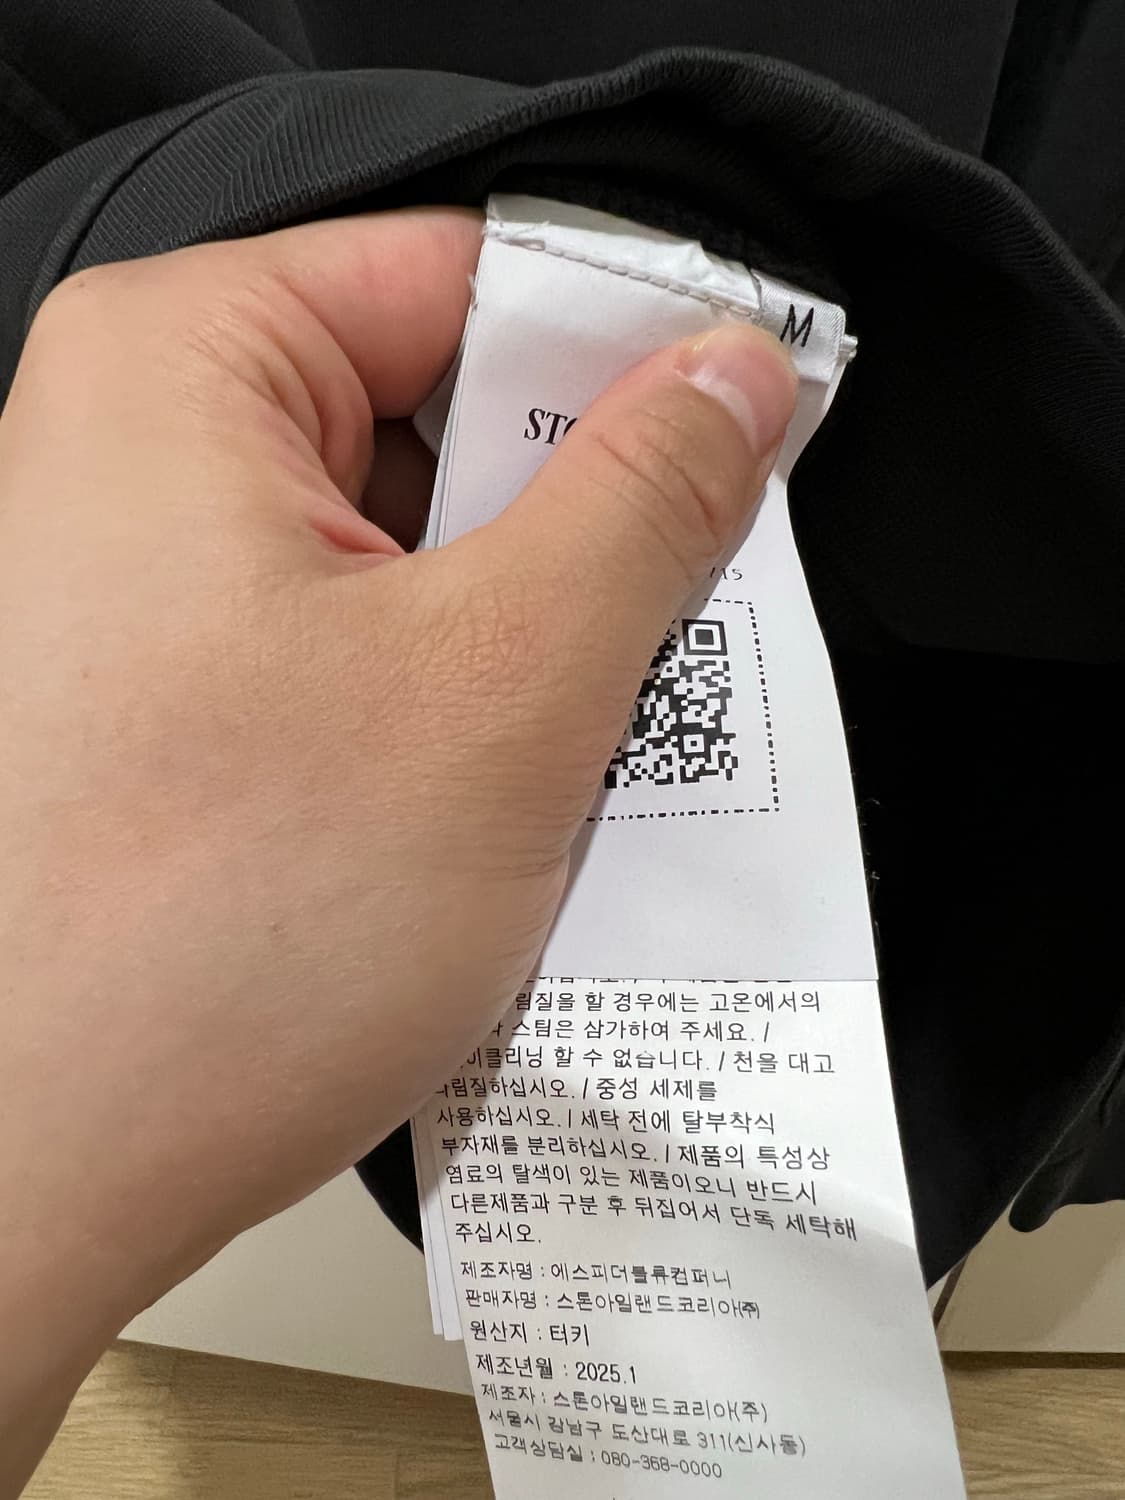 M
715
할 경우에는 고온에서의
스팀은 삼가하여 주세요. /
할 수 없습니다. / 천을 대고
다림질하십시오. / 중성 세제를
사용하십시오. / 세탁 전에 탈부착식
부자재를 분리하십시오. / 제품의 특성상
염료의 탈색이 있는 제품이오니 반드시
다른제품과 구분 후 뒤집어서 단독 세탁해
주십시오.
제조자명 : 에스피더블류컴퍼니
판매자명 : 스톤아일랜드코리아(주)
원산지 : 터키
제조년월 : 2025.1
제조자 : 스톤아일랜드코리아(주)
서울시 강남구 도산대로 311(신사동)
고객상담실 : 080-368-0000